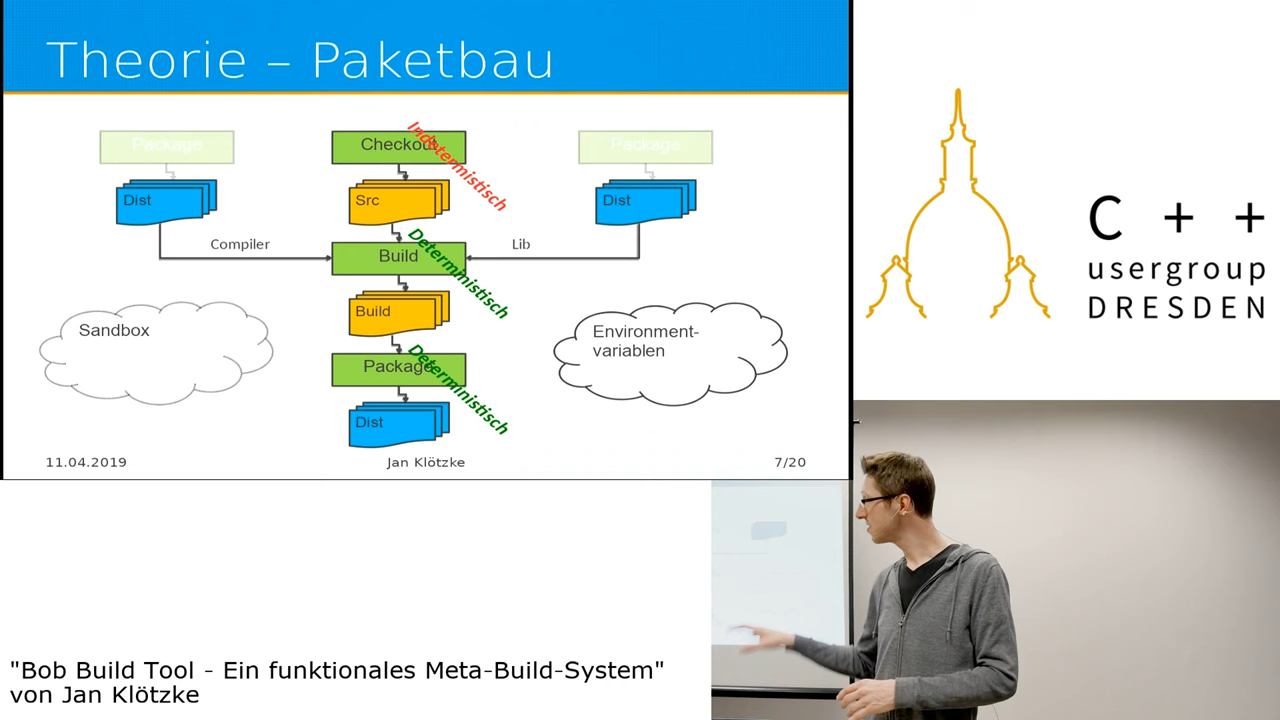 Theorie – Paketbau
Package
Checkout
Package
Indetermistisch
Dist
Src
Dist
Compiler
Lib
Build
Determistisch
Build
Sandbox
Environment-
variablen
Package
Deterministisch
Dist
11.04.2019
Jan Klötzke
7/20
C++
usergroup
DRESDEN
"Bob Build Tool - Ein funktionales Meta-Build-System"
von Jan Klötzke